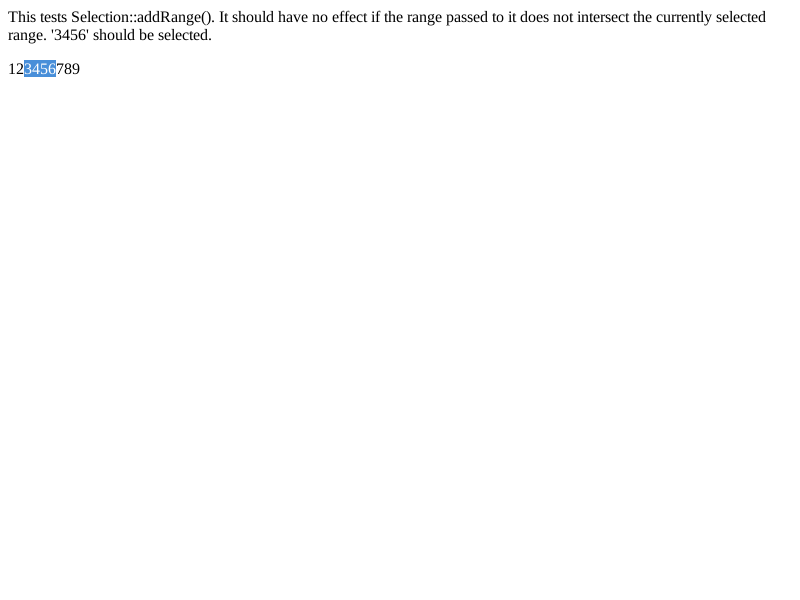 This tests Selection::addRange(). It should have no effect if the range passed to it does not intersect the currently selected
range. '3456' should be selected.
123456789